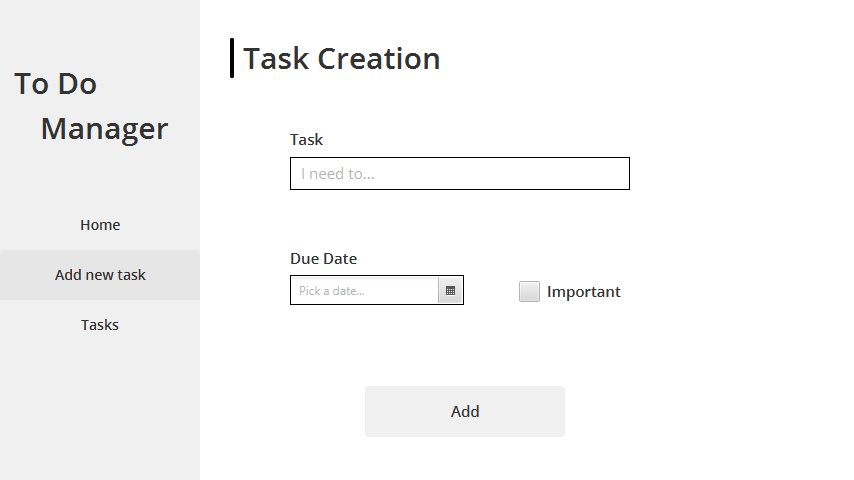 To Do
Manager
Home
Add new task
Tasks
Task Creation
Task
I need to...
Due Date
Pick a date...
Important
Add